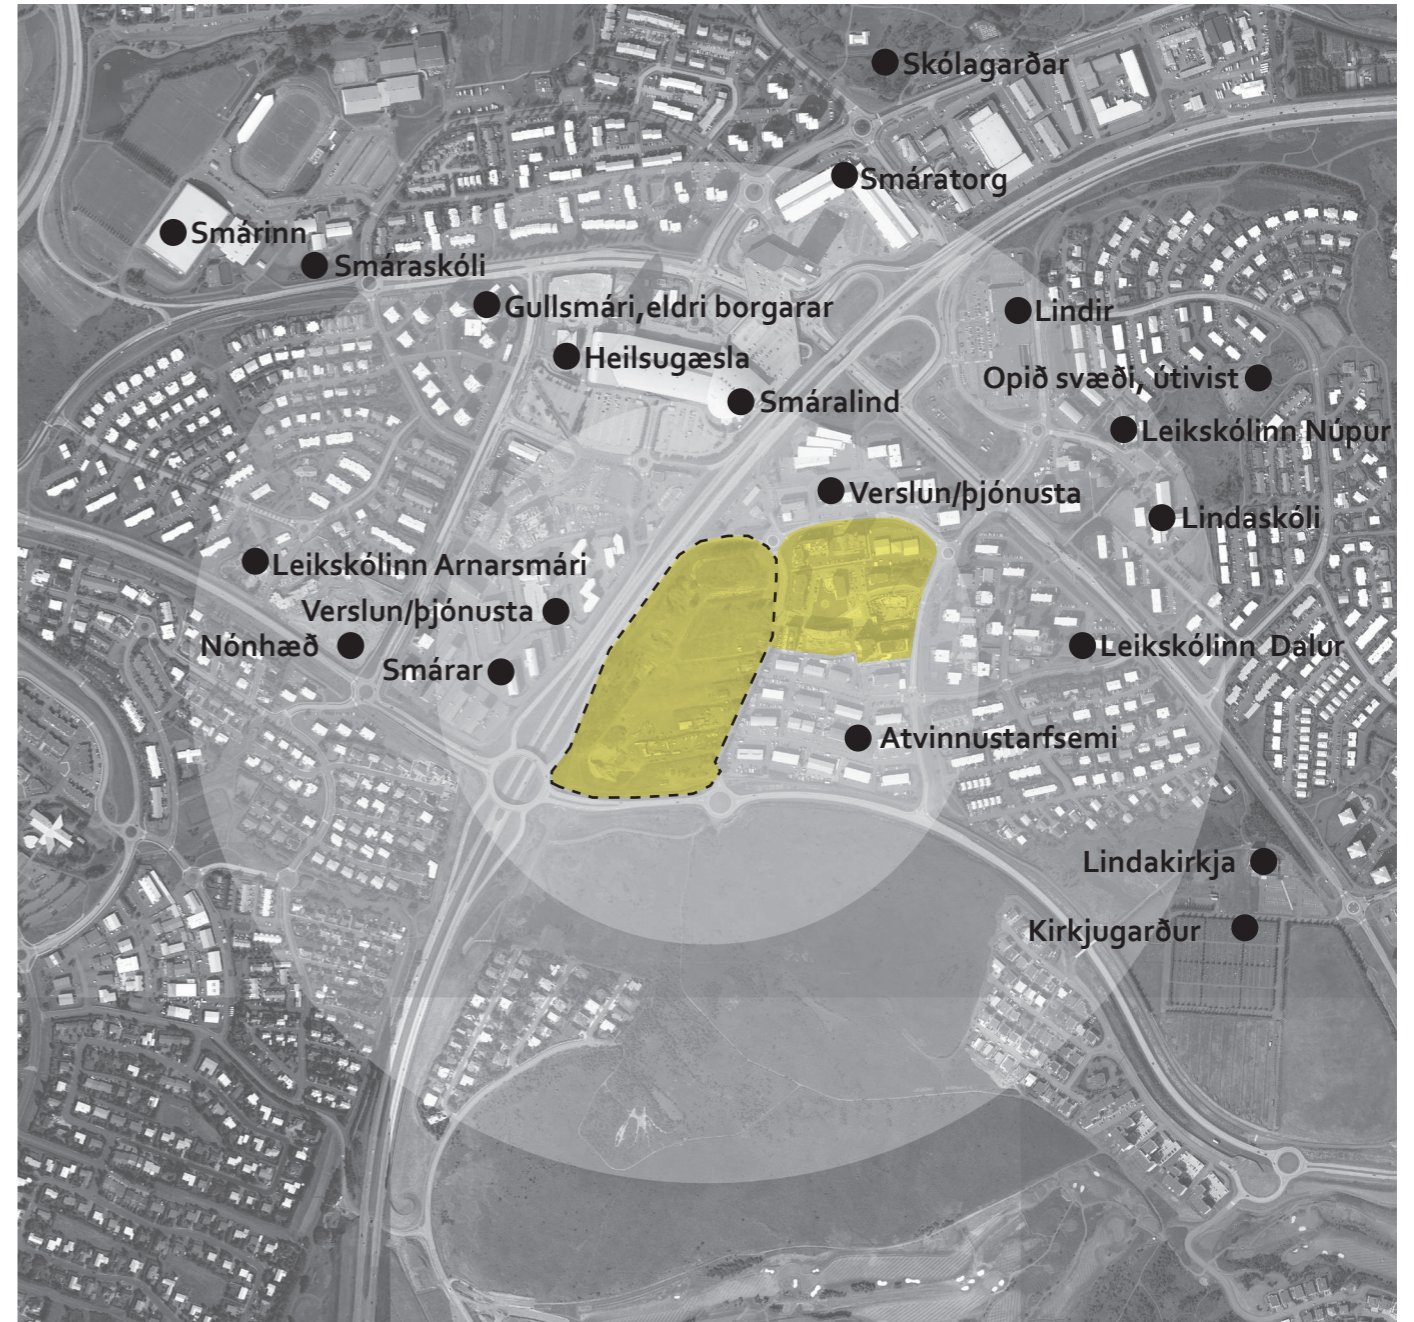 Skólagarðar
Smáratorg
Smárinn
Smáraskóli
Gullsmári,eldri borgarar
Lindir
Heilsugæsla
Opið svæði, útivist
Smáralind
Leikskólinn Núpur
Verslun/þjónusta
Lindaskóli
Leikskólinn Arnarsmári
Verslun/þjónusta
Nónhæð
Leikskólinn Dalur
Smárar
Atvinnustarfsemi
Lindakirkja
Kirkjugarður